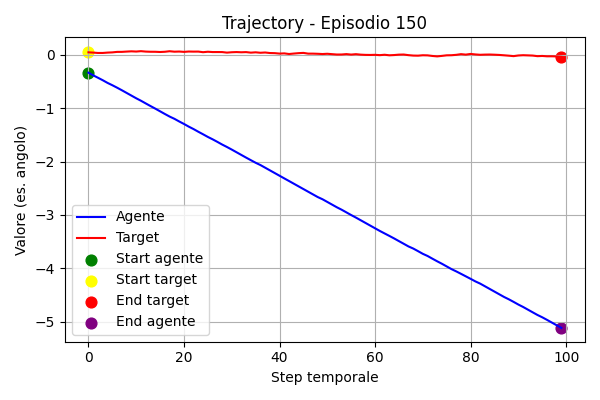 Trajectory - Episodio 150
Valore (es. angolo)
0
−1
−2
−3
−4
−5
Agente
Target
Start agente
Start target
End target
End agente
0 20 40 60 80 100
Step temporale